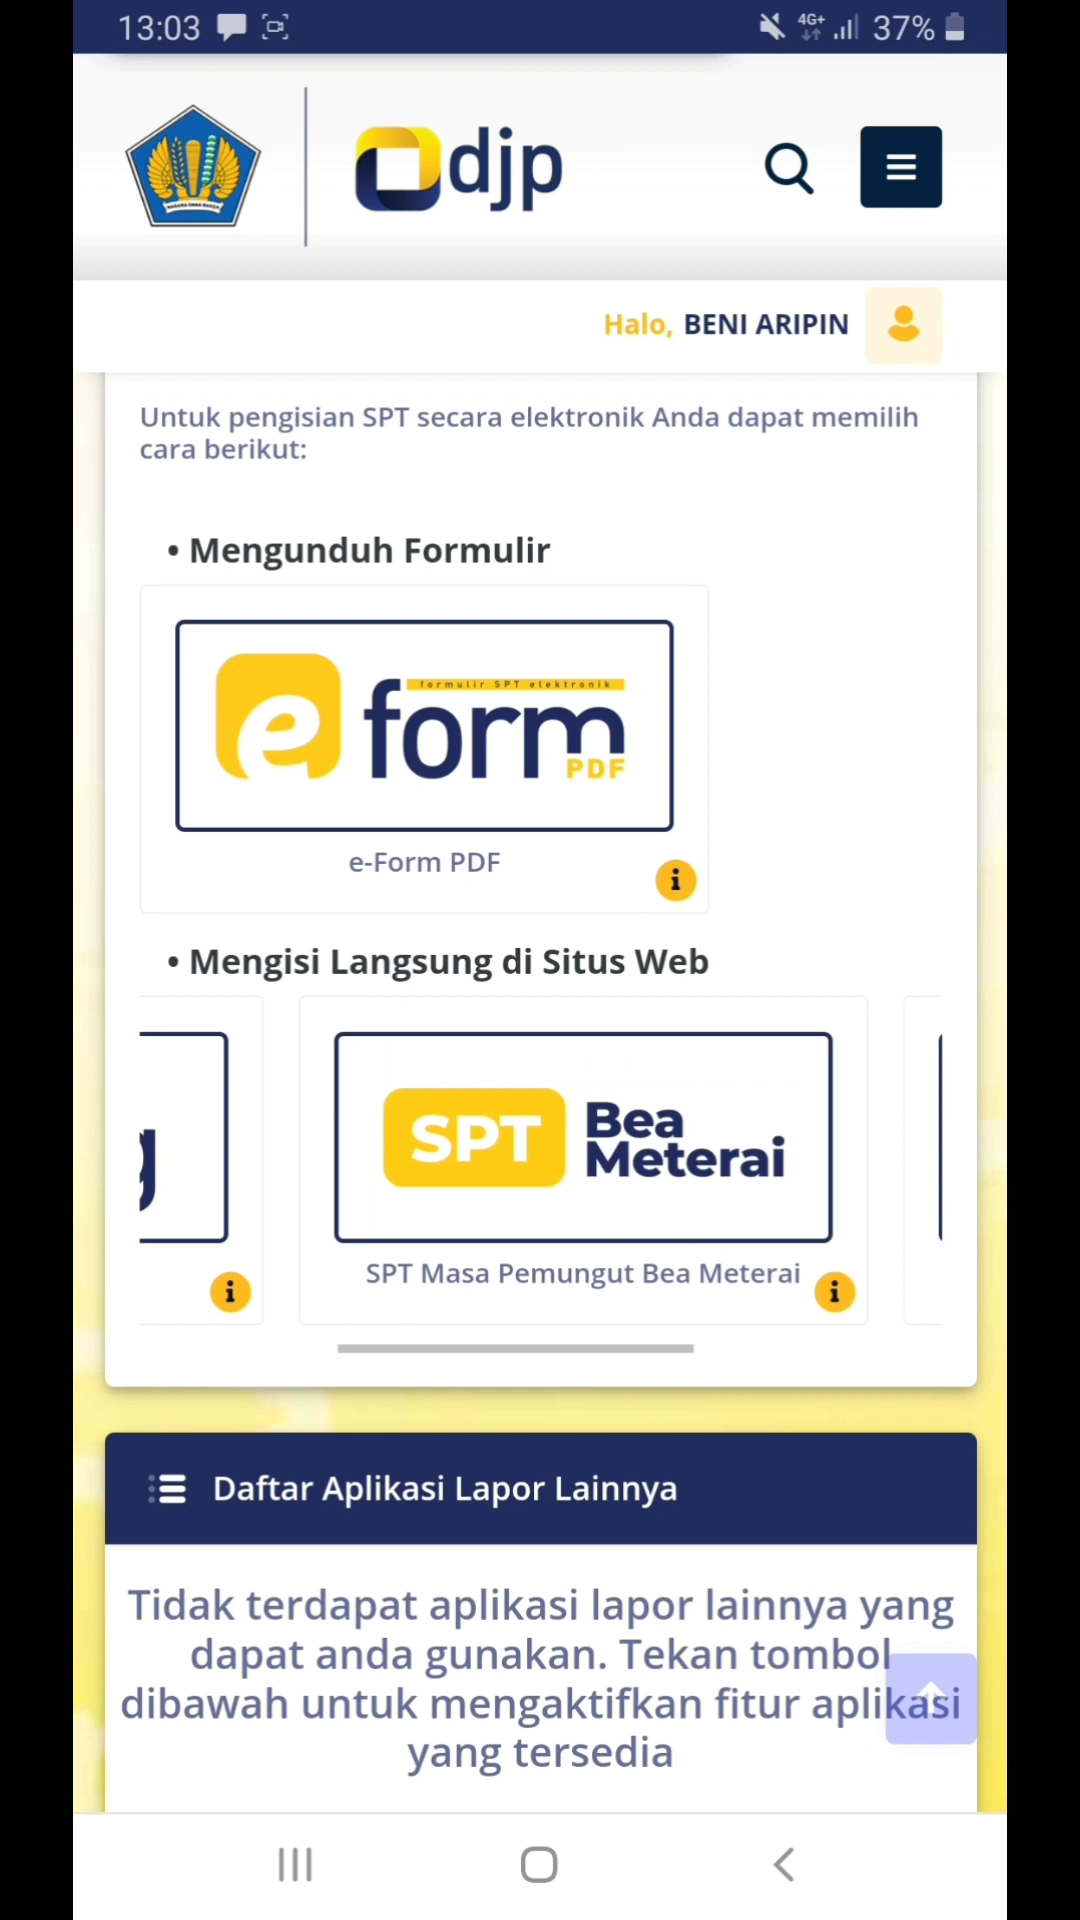 13:03
4G+
37%
djp
Halo, BENI ARIPIN
Untuk pengisian SPT secara elektronik Anda dapat memilih
cara berikut:
• Mengunduh Formulir
e form
formulir SPT elektronik
PDF
e-Form PDF
i
• Mengisi Langsung di Situs Web
g
SPT Bea
Meterai
SPT Masa Pemungut Bea Meterai
i
i
Daftar Aplikasi Lapor Lainnya
Tidak terdapat aplikasi lapor lainnya yang
dapat anda gunakan. Tekan tombol
dibawah untuk mengaktifkan fitur aplikasi
yang tersedia